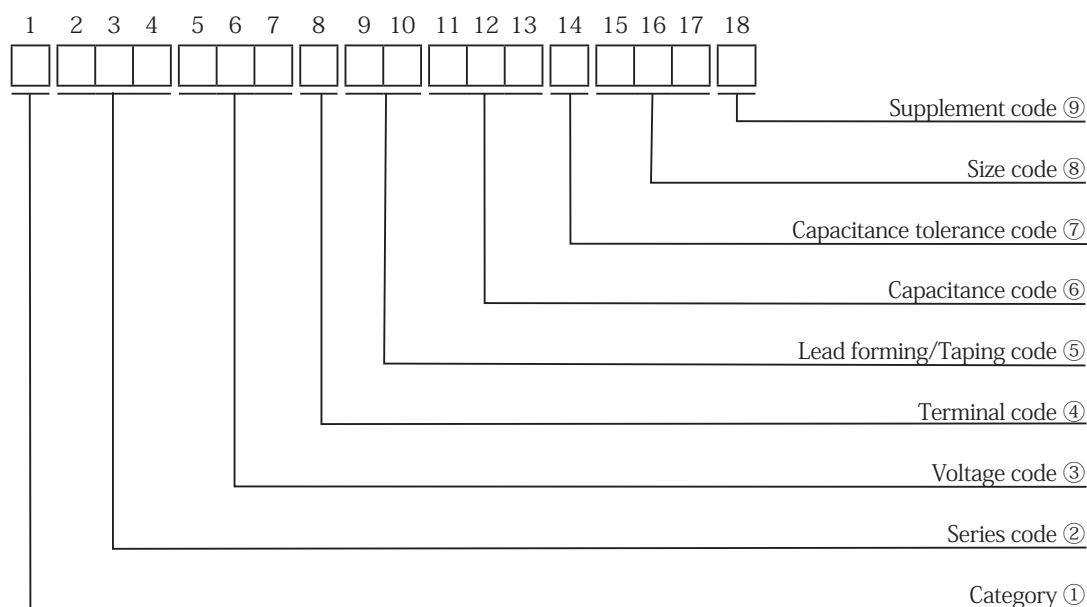 1 2 3 4 5 6 7 8 9 10 11 12 13 14 15 16 17 18
Supplement code ⑨
Size code ⑧
Capacitance tolerance code ⑦
Capacitance code ⑥
Lead forming/Taping code ⑤
Terminal code ④
Voltage code ③
Series code ②
Category ①